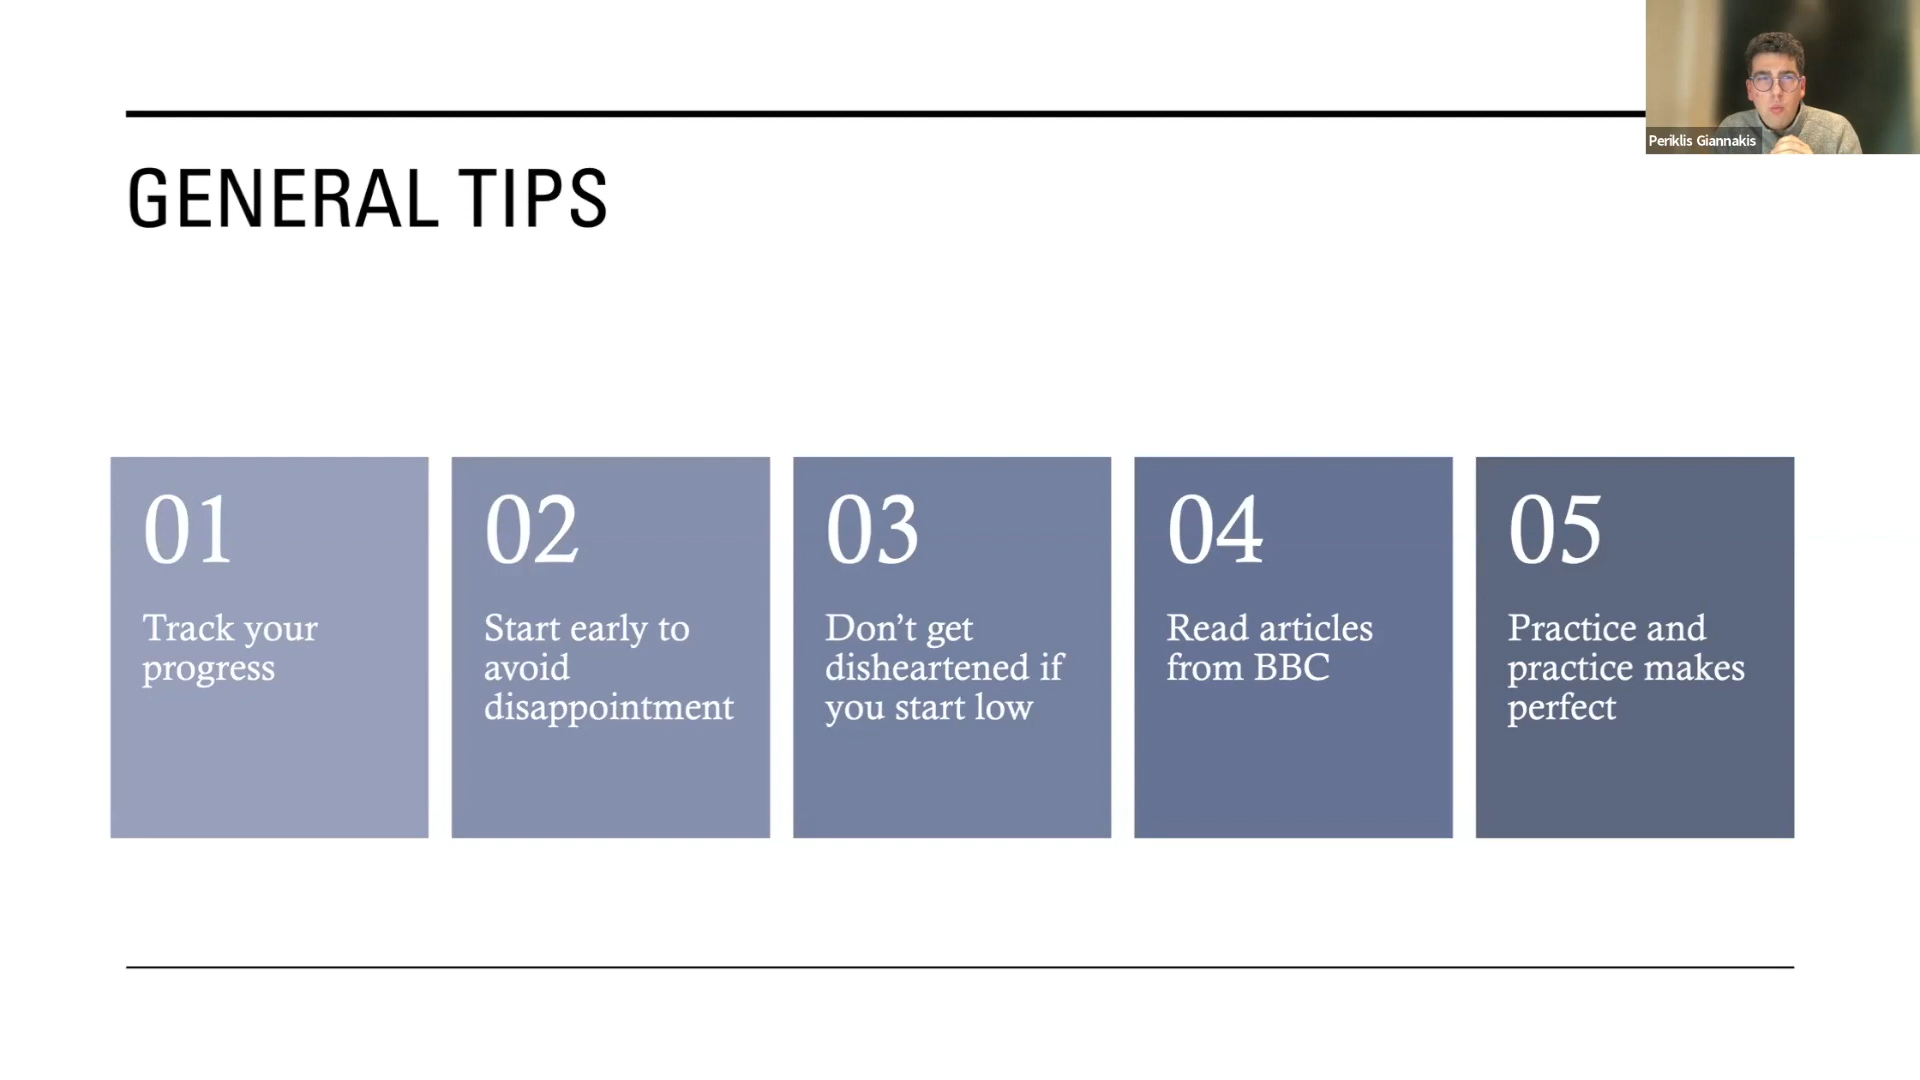 Periklis Giannakis
GENERAL TIPS
01
Track your
progress
02
Start early to
avoid
disappointment
03
Don’t get
disheartened if
you start low
04
Read articles
from BBC
05
Practice and
practice makes
perfect